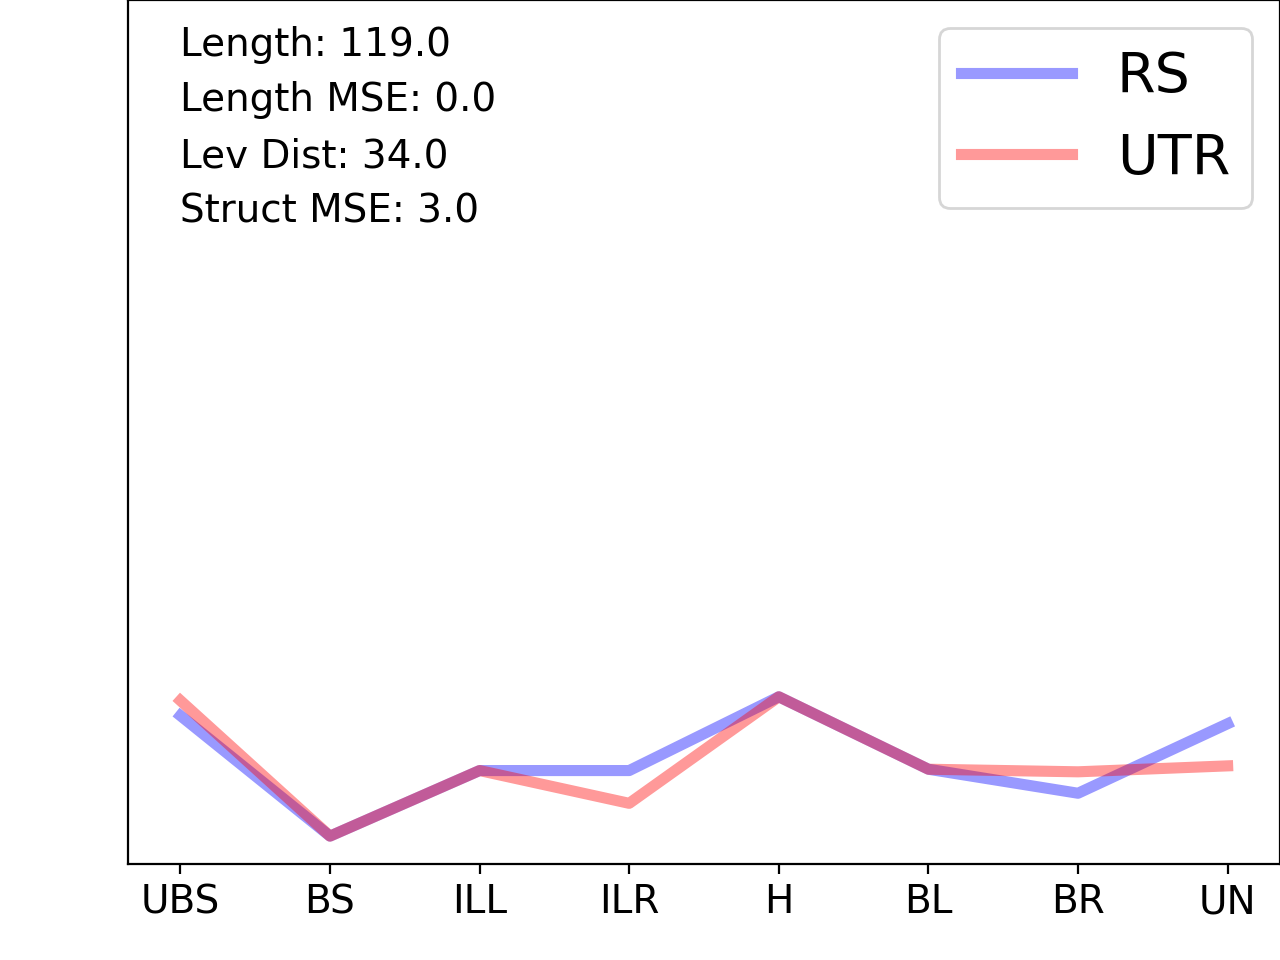 Length: 119.0
Length MSE: 0.0
Lev Dist: 34.0
Struct MSE: 3.0
RS
UTR
UBS BS ILL ILR H BL BR UN